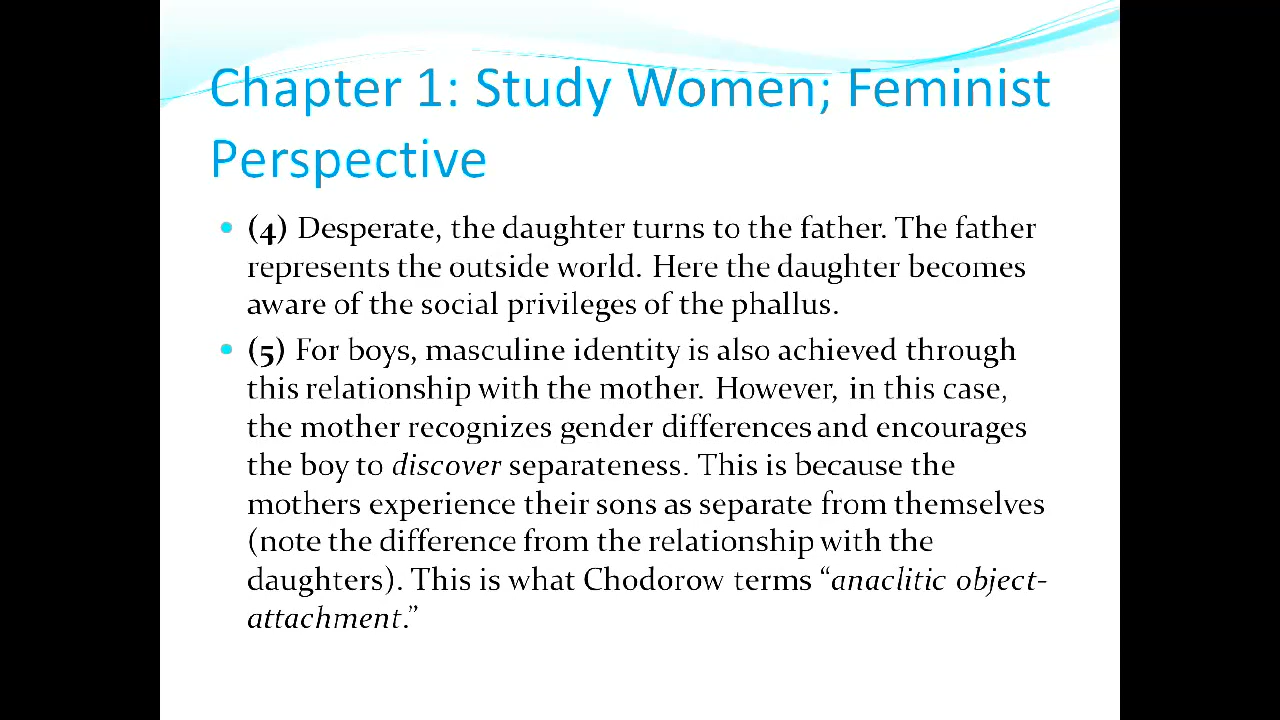 Chapter 1: Study Women; Feminist
Perspective
• (4) Desperate, the daughter turns to the father. The father
represents the outside world. Here the daughter becomes
aware of the social privileges of the phallus.
• (5) For boys, masculine identity is also achieved through
this relationship with the mother. However, in this case,
the mother recognizes gender differences and encourages
the boy to discover separateness. This is because the
mothers experience their sons as separate from themselves
(note the difference from the relationship with the
daughters). This is what Chodorow terms “anaclitic object-
attachment.”